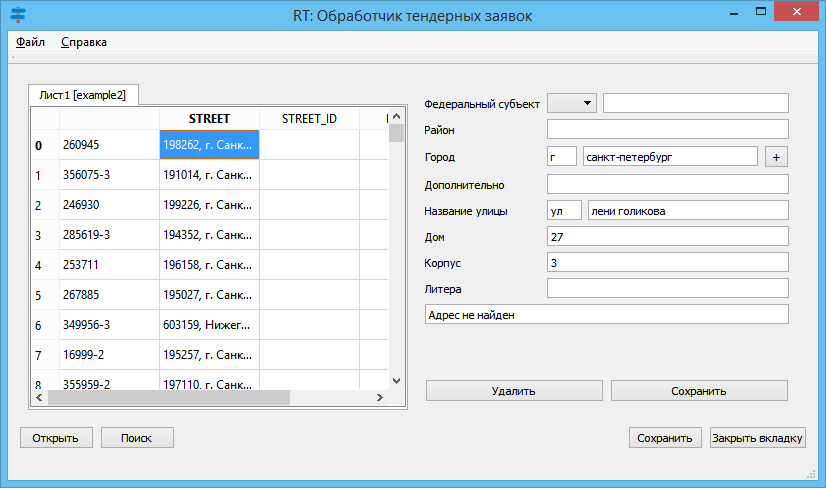 RT: Обработчик тендерных заявок
Файл Справка
Лист1 [example2]
STREET STREET_ID
0 260945 198262, г. Санк...
1 356075-3 191014, г. Санк...
2 246930 199226, г. Санк...
3 285619-3 194352, г. Санк...
4 253711 196158, г. Санк...
5 267885 195027, г. Санк...
6 349956-3 603159, Нижег...
7 16999-2 195257, г. Санк...
8 355959-2 197110, г. Санк...
Федеральный субъект
Район
Город г санкт-петербург +
Дополнительно
Название улицы ул лени голикова
Дом 27
Корпус 3
Литера
Адрес не найден
Удалить Сохранить
Открыть Поиск Сохранить Закрыть вкладку